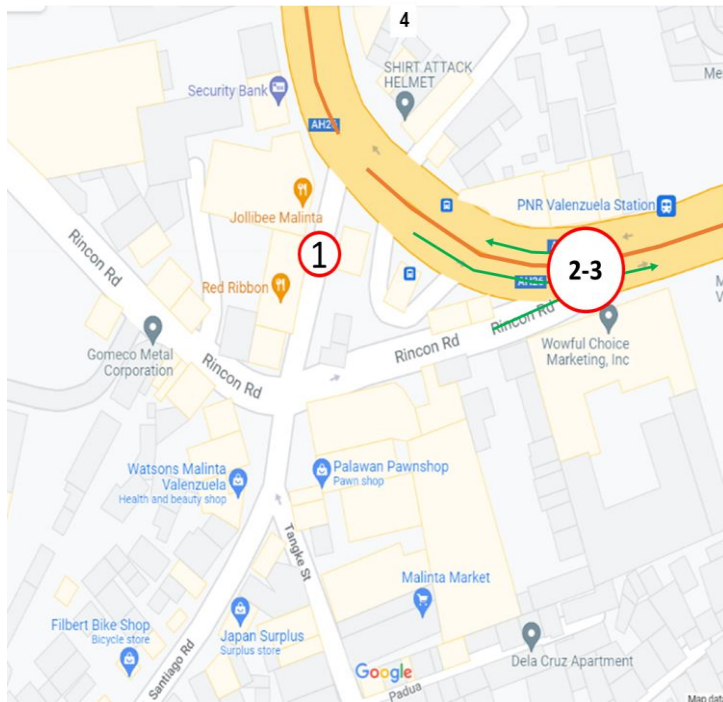 4
SHIRT ATTACK
HELMET
Me
Security Bank
AH26
PNR Valenzuela Station
Jollibee Malinta
1
2-3
AH26
Red Ribbon
Rincon Rd
Rincon Rd
Gomeco Metal
Corporation
Rincon Rd
Rincon Rd
Wowful Choice
Marketing, Inc
M
V
Watsons Malinta
Valenzuela
Health and beauty shop
Palawan Pawnshop
Pawn shop
Tangke St
Malinta Market
Filbert Bike Shop
Bicycle store
Japan Surplus
Surplus store
Santiago Rd
Dela Cruz Apartment
Google
Padua
Map data